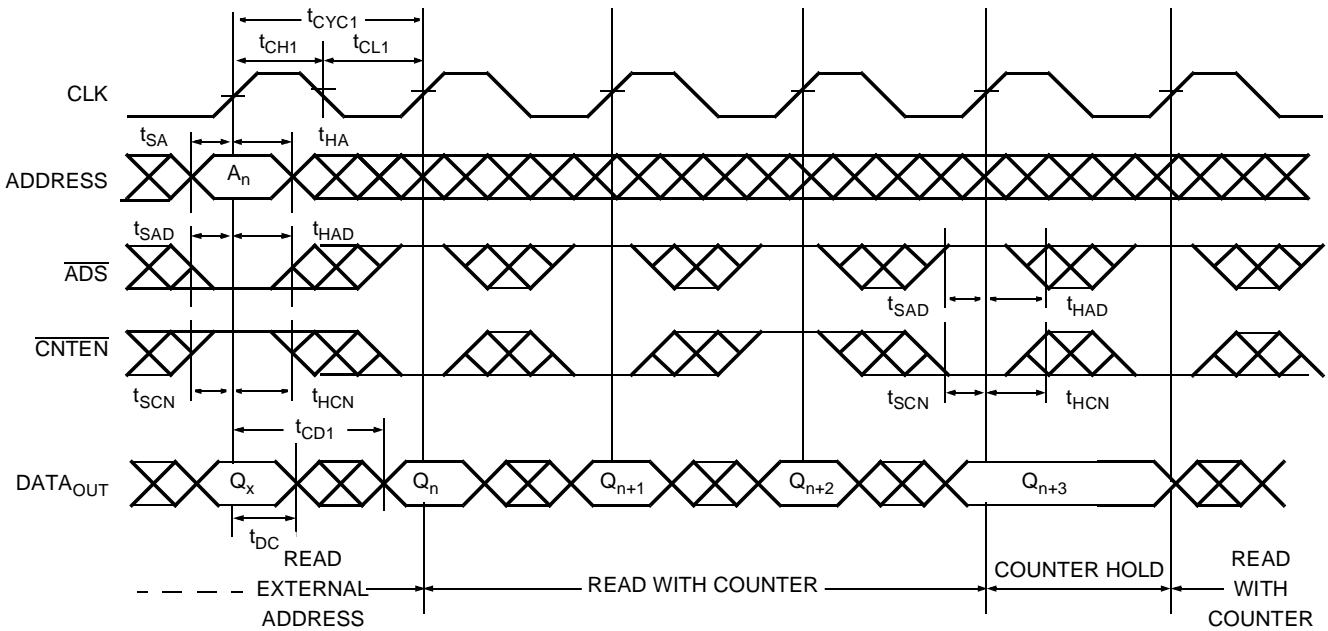 tCYC1
tCH1 tCL1
CLK
tSA tHA
ADDRESS An
tSAD tHAD
ADS
tSAD tHAD
CNTEN
tSCN tHCN tSCN tHCN
tCD1
DATAOUT Qx Qn Qn+1 Qn+2 Qn+3
tDC
READ EXTERNAL ADDRESS
READ WITH COUNTER
COUNTER HOLD
READ WITH COUNTER